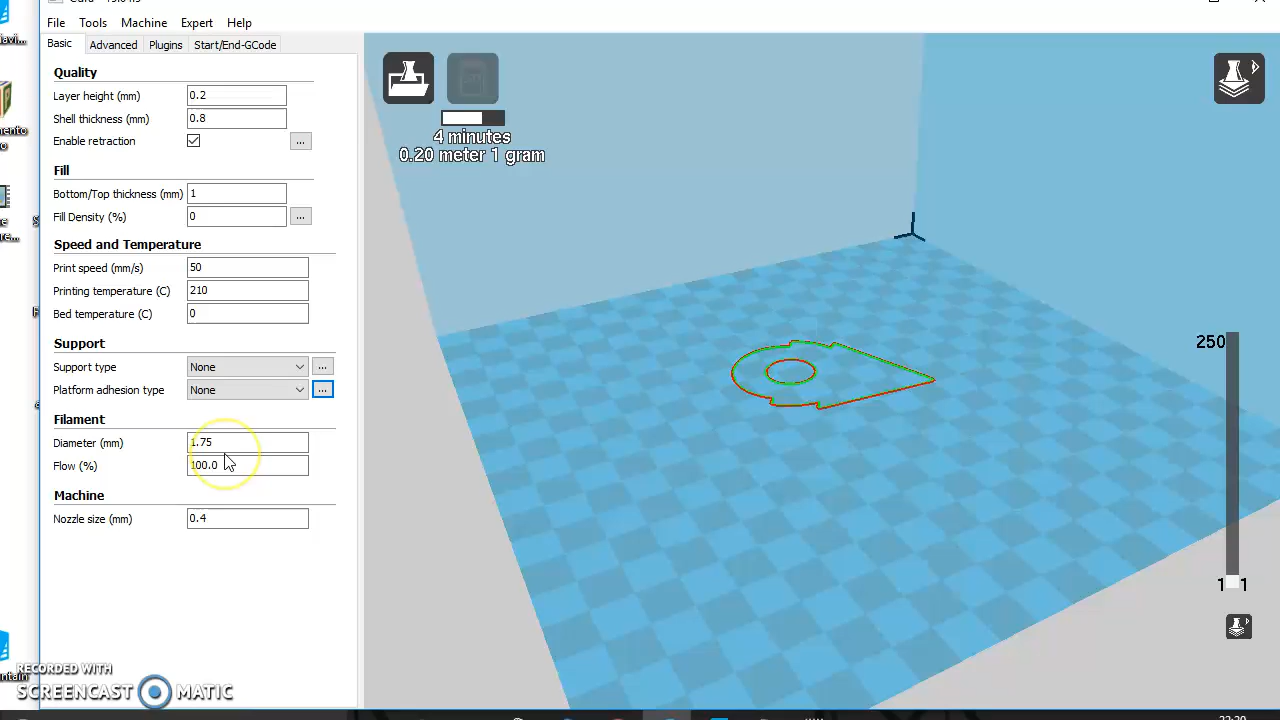 File Tools Machine Expert Help
Basic Advanced Plugins Start/End-GCode
Quality
Layer height (mm) 0.2
Shell thickness (mm) 0.8
Enable retraction ...
Fill
Bottom/Top thickness (mm) 1
Fill Density (%) 0 ...
Speed and Temperature
Print speed (mm/s) 50
Printing temperature (C) 210
Bed temperature (C) 0
Support
Support type None ...
Platform adhesion type None ...
Filament
Diameter (mm) 1.75
Flow (%) 100.0
Machine
Nozzle size (mm) 0.4
4 minutes
0.20 meter 1 gram
250
1 1
RECORDED WITH
SCREENCAST MATIC